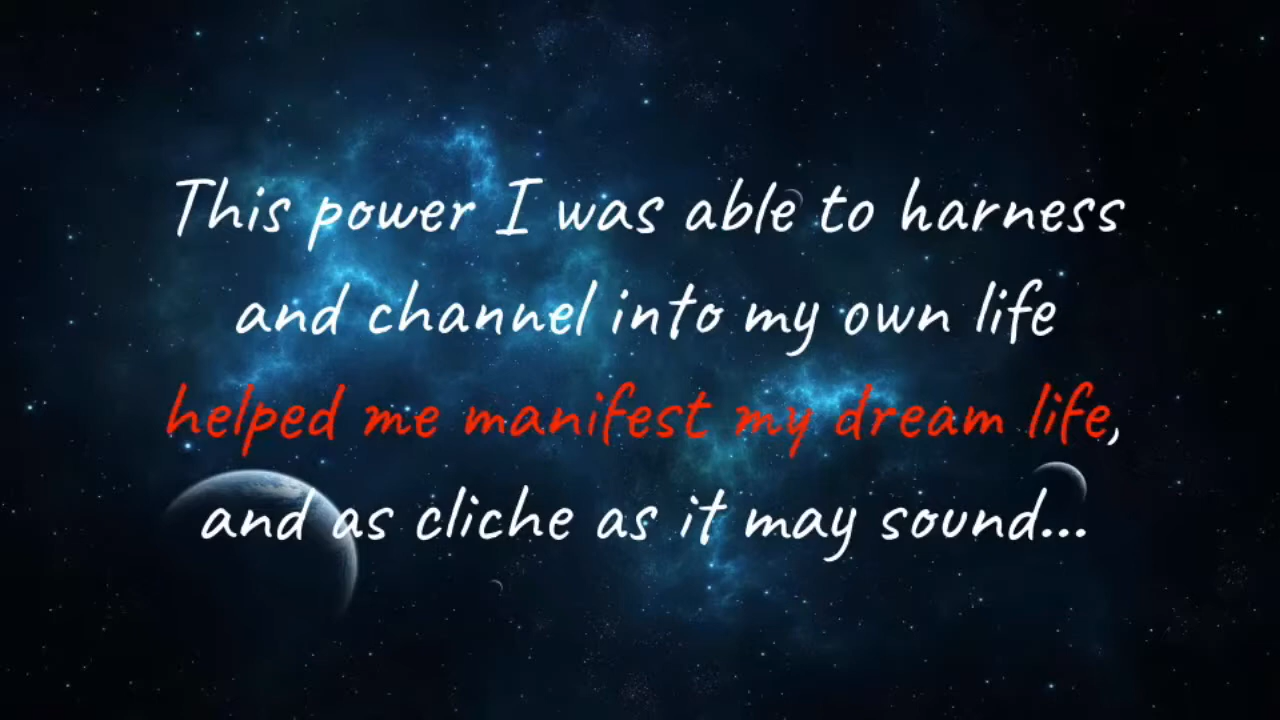 This power I was able to harness
and channel into my own life
helped me manifest my dream life,
and as cliche as it may sound...